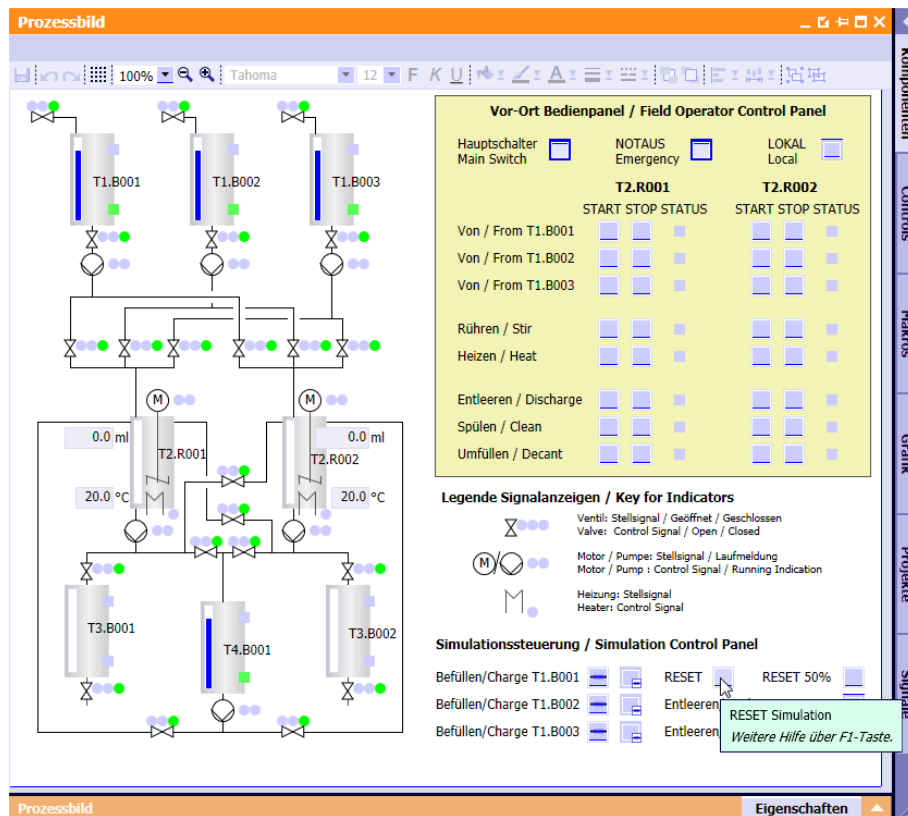 Prozessbild
100%
Tahoma
12
F K U A
Komponenten
Controls
Makros
Grafik
Projekte
Signale
T1.B001
T1.B002
T1.B003
M
M
0.0 ml
0.0 ml
T2.R001
T2.R002
20.0 °C
20.0 °C
T3.B001
T4.B001
T3.B002
Vor-Ort Bedienpanel / Field Operator Control Panel
Hauptschalter
Main Switch
NOTAUS
Emergency
LOKAL
Local
T2.R001
T2.R002
START STOP STATUS
START STOP STATUS
Von / From T1.B001
Von / From T1.B002
Von / From T1.B003
Rühren / Stir
Heizen / Heat
Entleeren / Discharge
Spülen / Clean
Umfüllen / Decant
Legende Signalanzeigen / Key for Indicators
Ventil: Stellsignal / Geöffnet / Geschlossen
Valve: Control Signal / Open / Closed
M
Motor / Pumpe: Stellsignal / Laufmeldung
Motor / Pump : Control Signal / Running Indication
Heizung: Stellsignal
Heater: Control Signal
Simulationssteuerung / Simulation Control Panel
Befüllen/Charge T1.B001
RESET
RESET 50%
Befüllen/Charge T1.B002
Entleeren
Befüllen/Charge T1.B003
Entleeren
RESET Simulation
Weitere Hilfe über F1-Taste.
Prozessbild
Eigenschaften